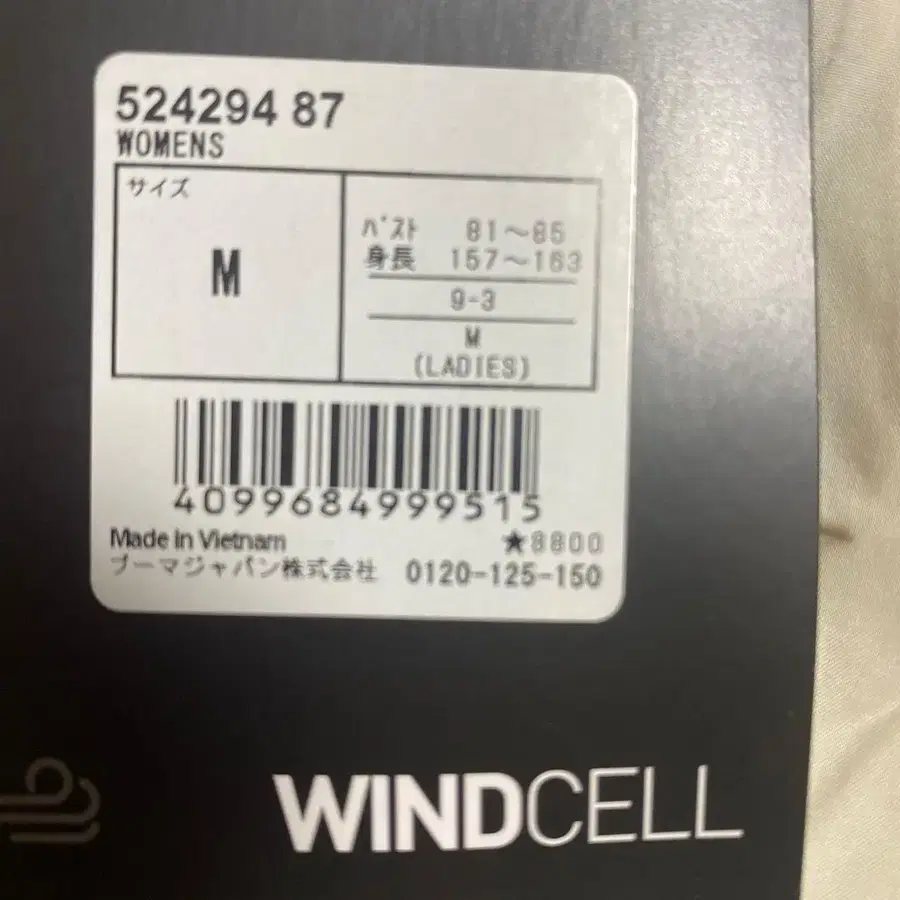 524294 87
WOMENS
サイズ
M
バスト 81～85
身長 157～163
9-3
M
(LADIES)
4099684999515
Made in Vietnam ★8800
プーマジャパン株式会社 0120-125-150
WINDCELL